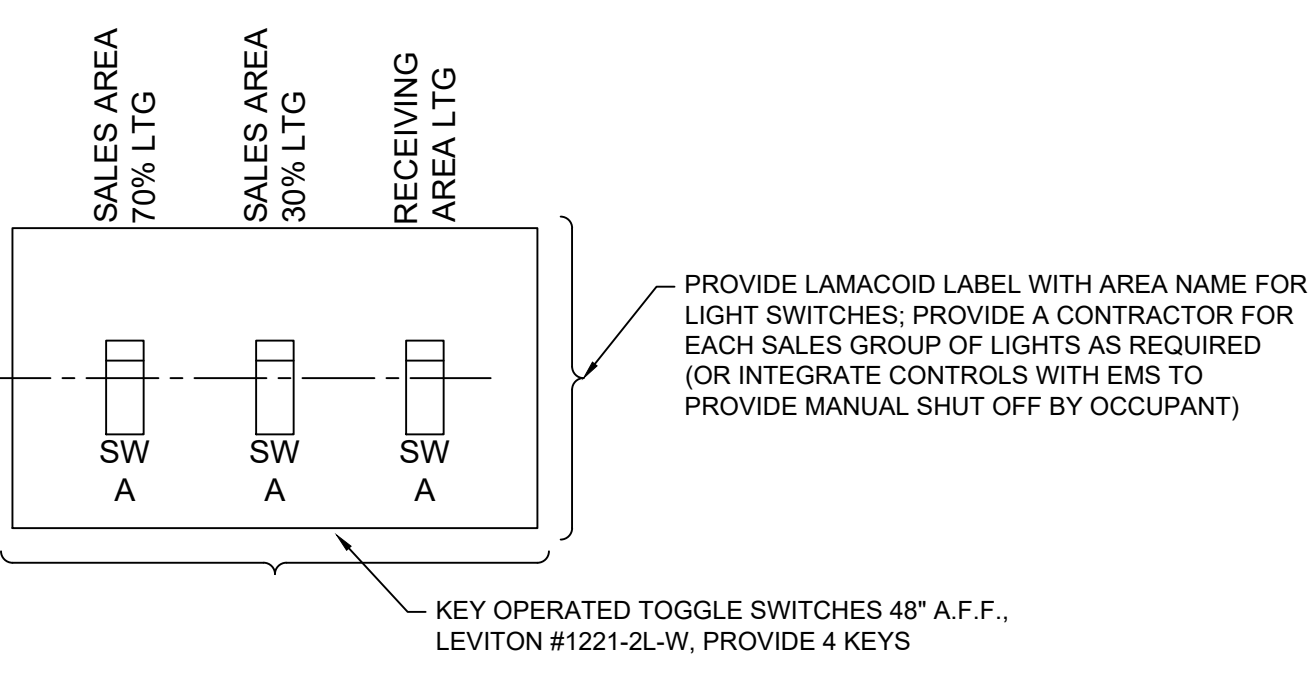 SALES AREA
70% LTG
SALES AREA
30% LTG
RECEIVING
AREA LTG
SW
A
SW
A
SW
A
PROVIDE LAMACOID LABEL WITH AREA NAME FOR
LIGHT SWITCHES; PROVIDE A CONTRACTOR FOR
EACH SALES GROUP OF LIGHTS AS REQUIRED
(OR INTEGRATE CONTROLS WITH EMS TO
PROVIDE MANUAL SHUT OFF BY OCCUPANT)
KEY OPERATED TOGGLE SWITCHES 48" A.F.F.,
LEVITON #1221-2L-W, PROVIDE 4 KEYS